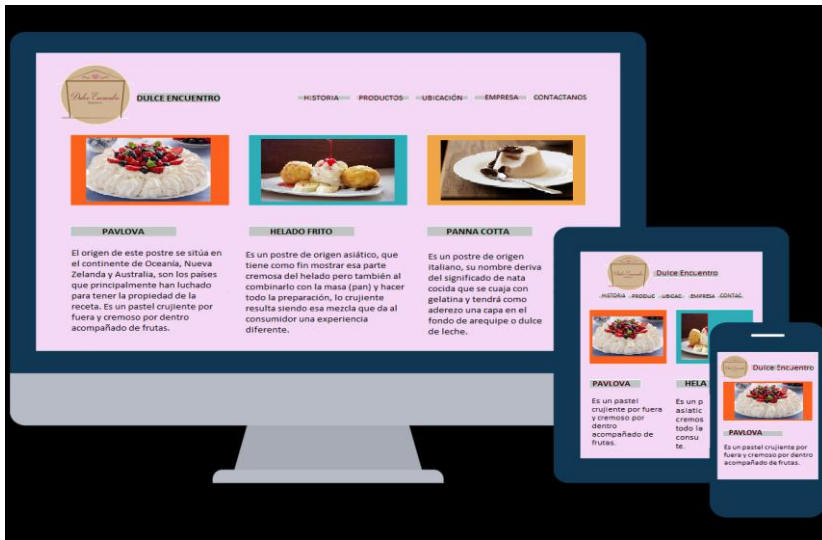 Dulce Encuentro
DULCE ENCUENTRO
HISTORIA PRODUCTOS UBICACIÓN EMPRESA CONTACTANOS
PAVLOVA
El origen de este postre se sitúa en
el continente de Oceanía, Nueva
Zelanda y Australia, son los países
que principalmente han luchado
para tener la propiedad de la
receta. Es un pastel crujiente por
fuera y cremoso por dentro
acompañado de frutas.
HELADO FRITO
Es un postre de origen asiático, que
tiene como fin mostrar esa parte
cremosa del helado pero también al
combinarlo con la masa (pan) y hacer
todo la preparación, lo crujiente
resulta siendo esa mezcla que da al
consumidor una experiencia
diferente.
PANNA COTTA
Es un postre de origen
italiano, su nombre deriva
del significado de nata
cocida que se cuaja con
gelatina y tendrá como
aderezo una capa en el
fondo de arequipe o dulce
de leche.
Dulce Encuentro
HISTORIA PRODUC UBICAC EMPRESA CONTAC
PAVLOVA
Es un pastel
crujiente por fuera
y cremoso por
dentro
acompañado de
frutas.
HELA
Es un p
asiatic
cremos
todo la
consu
te.
Dulce Encuentro
PAVLOVA
Es un pastel crujiente por
fuera y cremoso por dentro
acompañado de frutas.